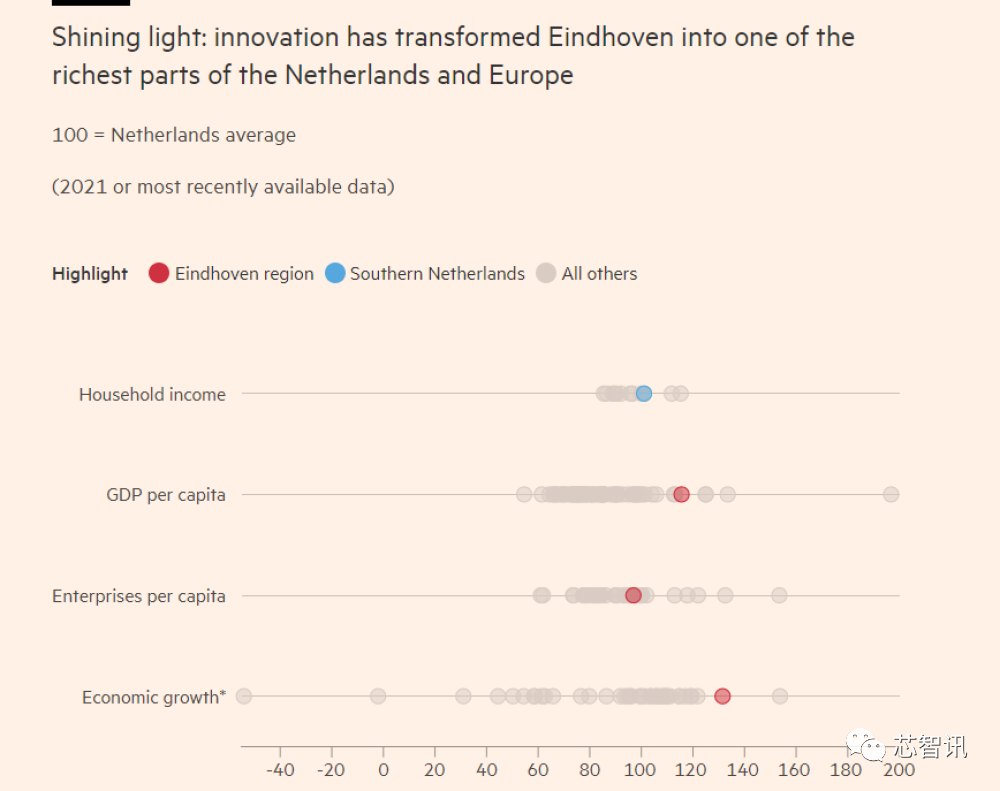 Shining light: innovation has transformed Eindhoven into one of the
richest parts of the Netherlands and Europe
100 = Netherlands average
(2021 or most recently available data)
Highlight Eindhoven region Southern Netherlands All others
Household income
GDP per capita
Enterprises per capita
Economic growth*
-40 -20 0 20 40 60 80 100 120 140 160 180 200
芯智讯